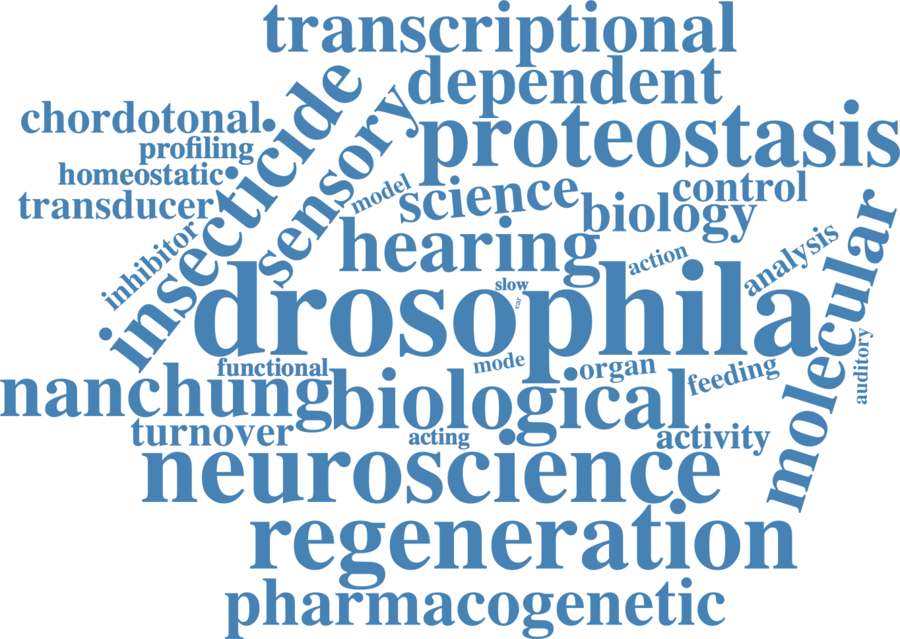 transcriptional
dependent
insecticide
sensory
chordotonal
proteostasis
profiling
homeostatic
model
science
control
transducer
biology
hearing
inhibitor
molecular
action
analysis
slow
drosophila
ear
functional
mode
organ
feeding
auditory
nanchung
biological
turnover
acting
activity
neuroscience
regeneration
pharmacogenetic